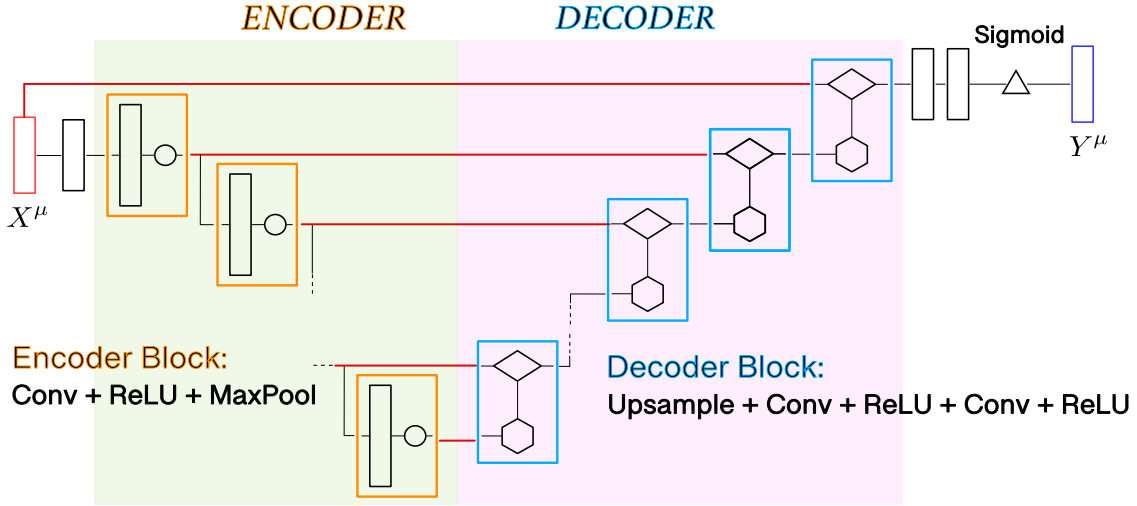 ENCODER
DECODER
Sigmoid
X^μ
Y^μ
Encoder Block:
Conv + ReLU + MaxPool
Decoder Block:
Upsample + Conv + ReLU + Conv + ReLU